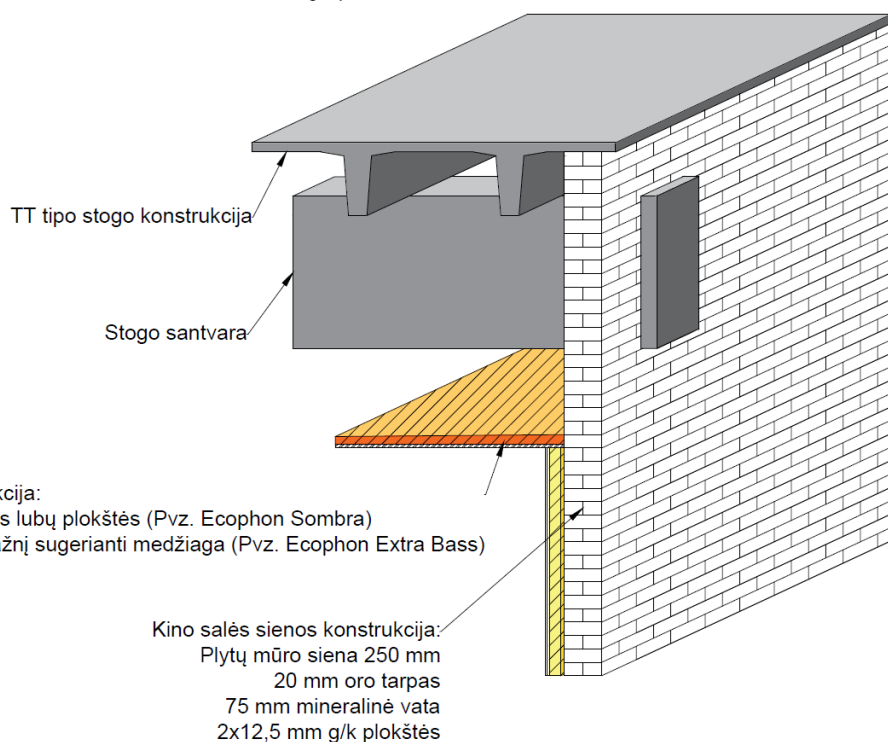 TT tipo stogo konstrukcija
Stogo santvara
kcija:
s lubų plokštės (Pvz. Ecophon Sombra)
ažnį sugerianti medžiaga (Pvz. Ecophon Extra Bass)
Kino salės sienos konstrukcija:
Plytų mūro siena 250 mm
20 mm oro tarpas
75 mm mineralinė vata
2x12,5 mm g/k plokštės